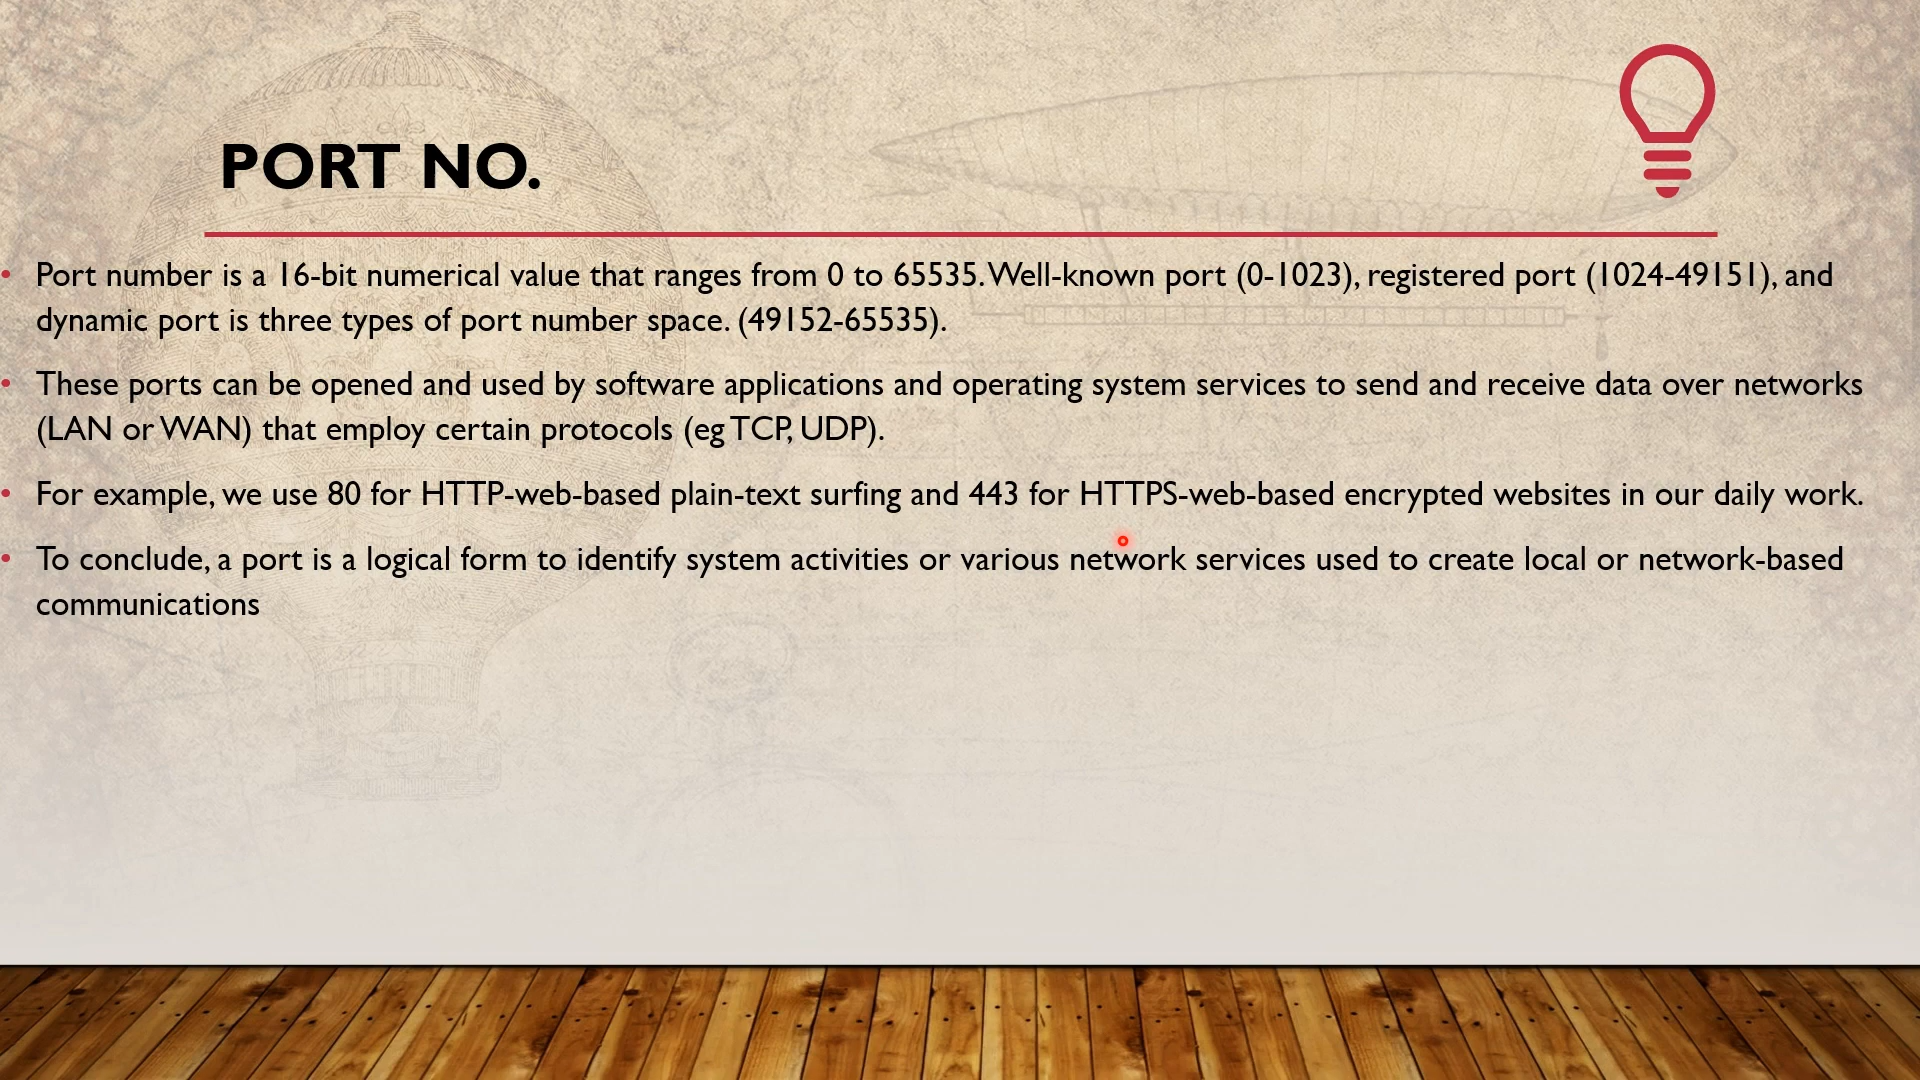 PORT NO.
• Port number is a 16-bit numerical value that ranges from 0 to 65535. Well-known port (0-1023), registered port (1024-49151), and
dynamic port is three types of port number space. (49152-65535).
• These ports can be opened and used by software applications and operating system services to send and receive data over networks
(LAN or WAN) that employ certain protocols (eg TCP, UDP).
• For example, we use 80 for HTTP-web-based plain-text surfing and 443 for HTTPS-web-based encrypted websites in our daily work.
• To conclude, a port is a logical form to identify system activities or various network services used to create local or network-based
communications